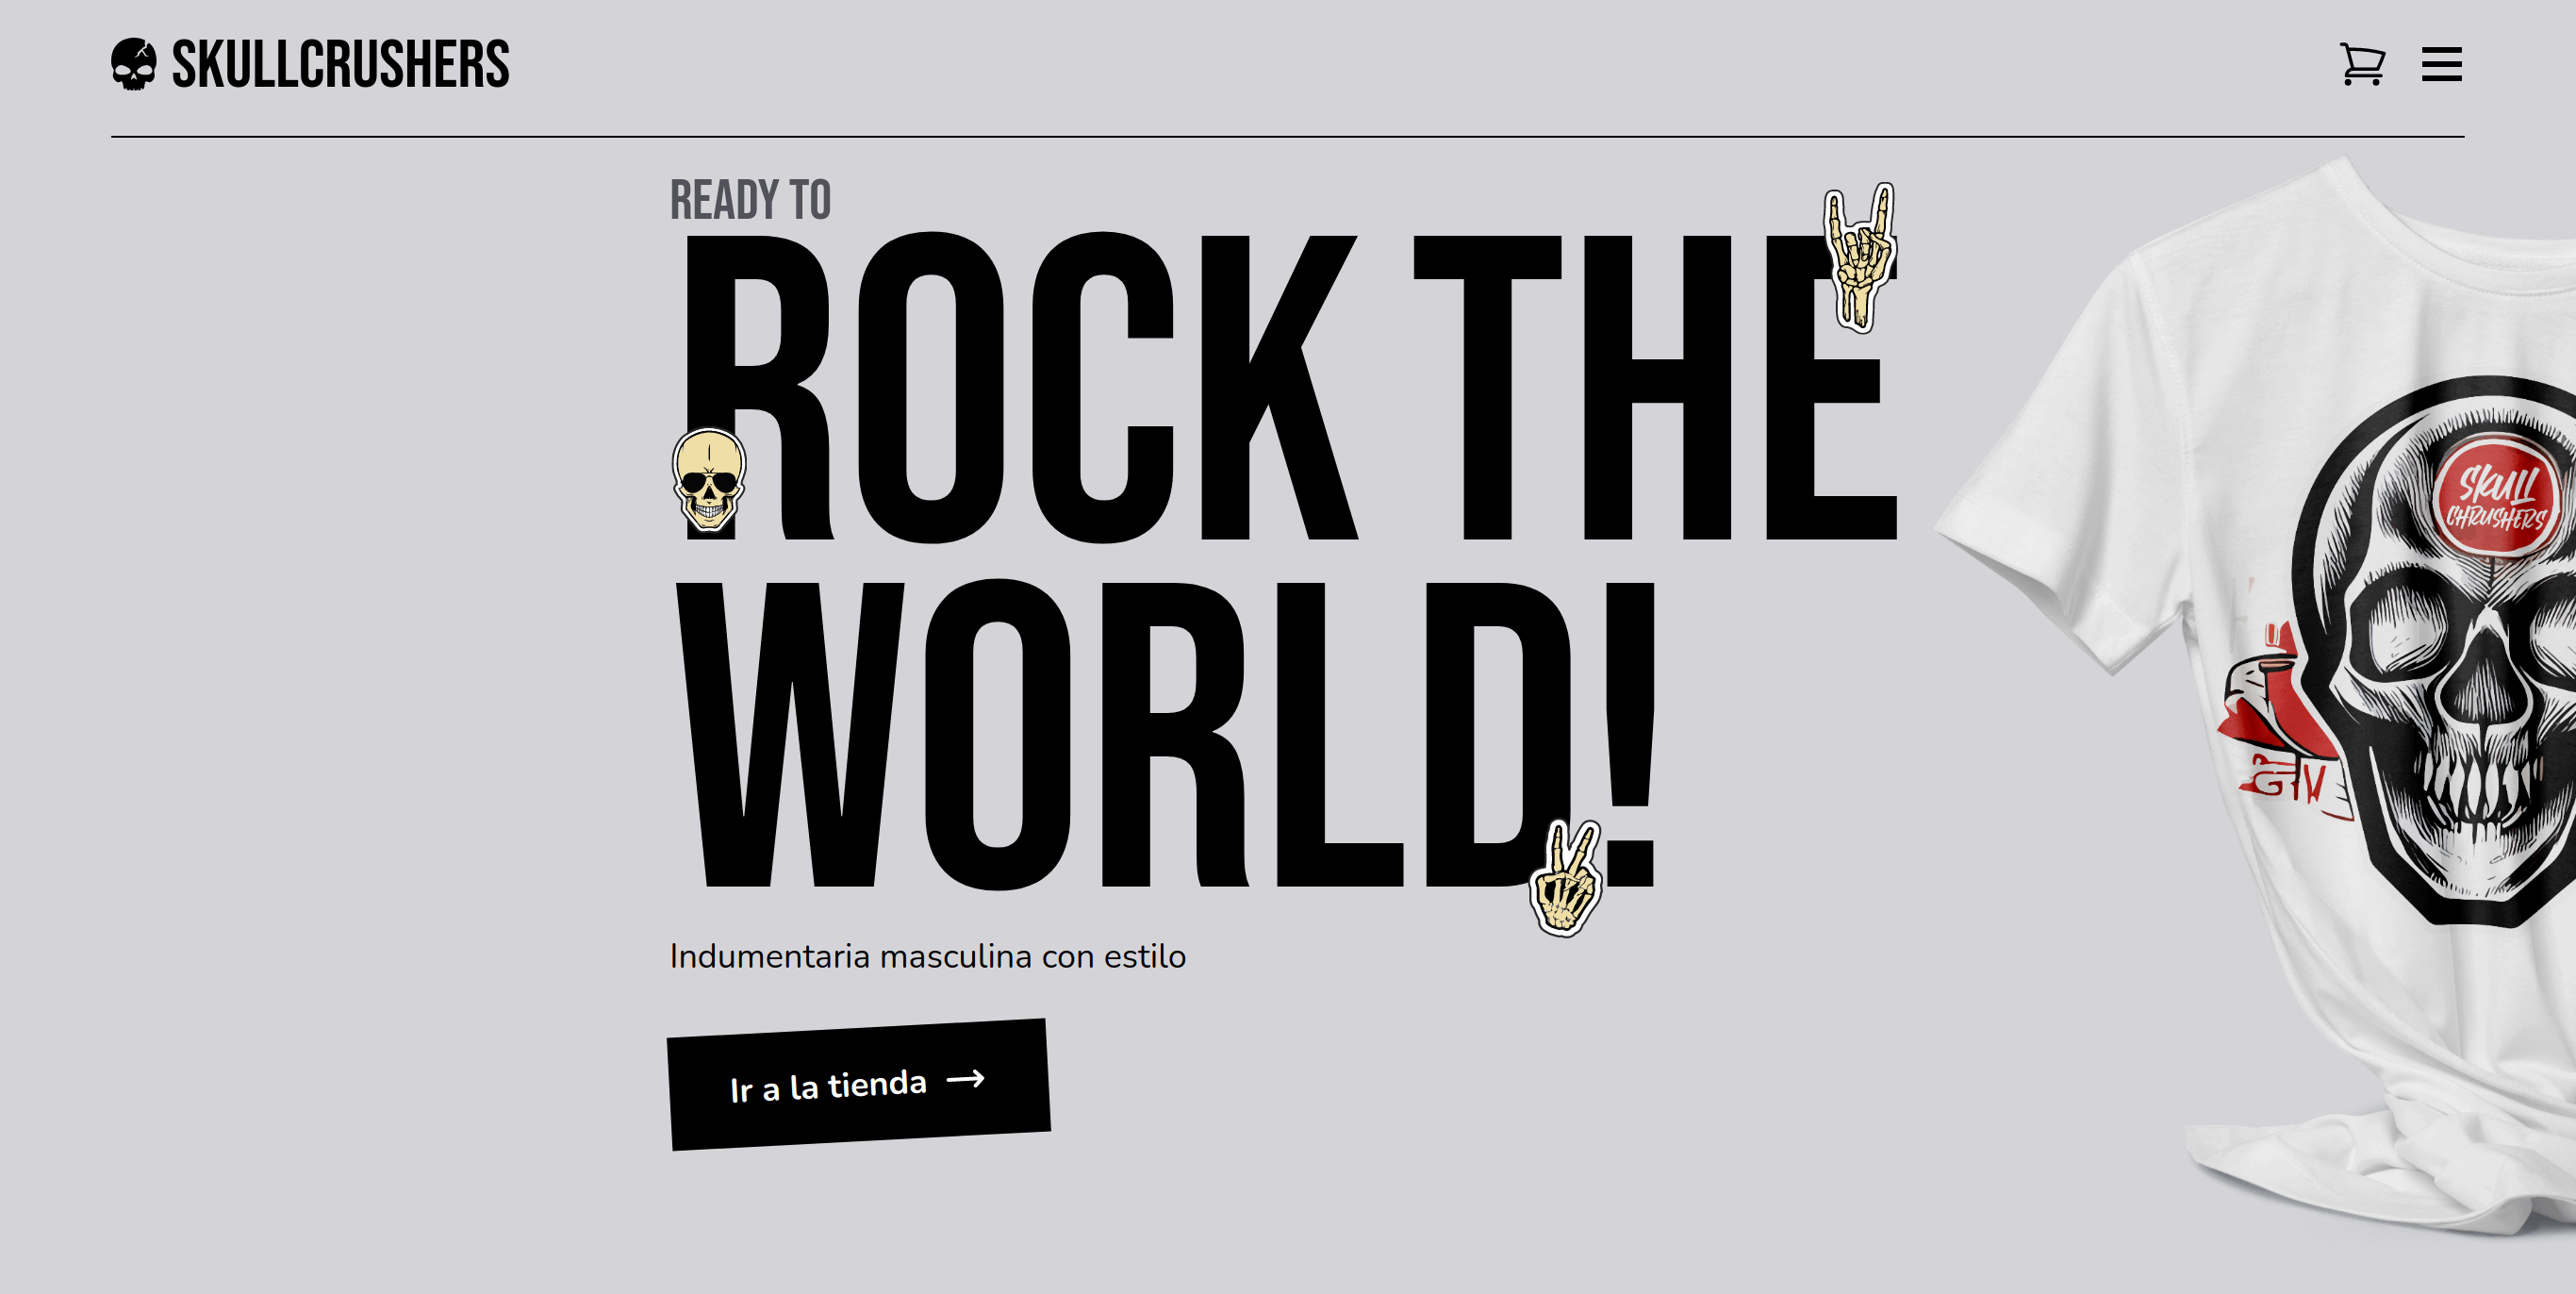 SKULLCRUSHERS
READY TO
ROCK THE
WORLD!
SKULL
CHRUSHERS
Indumentaria masculina con estilo
Ir a la tienda →